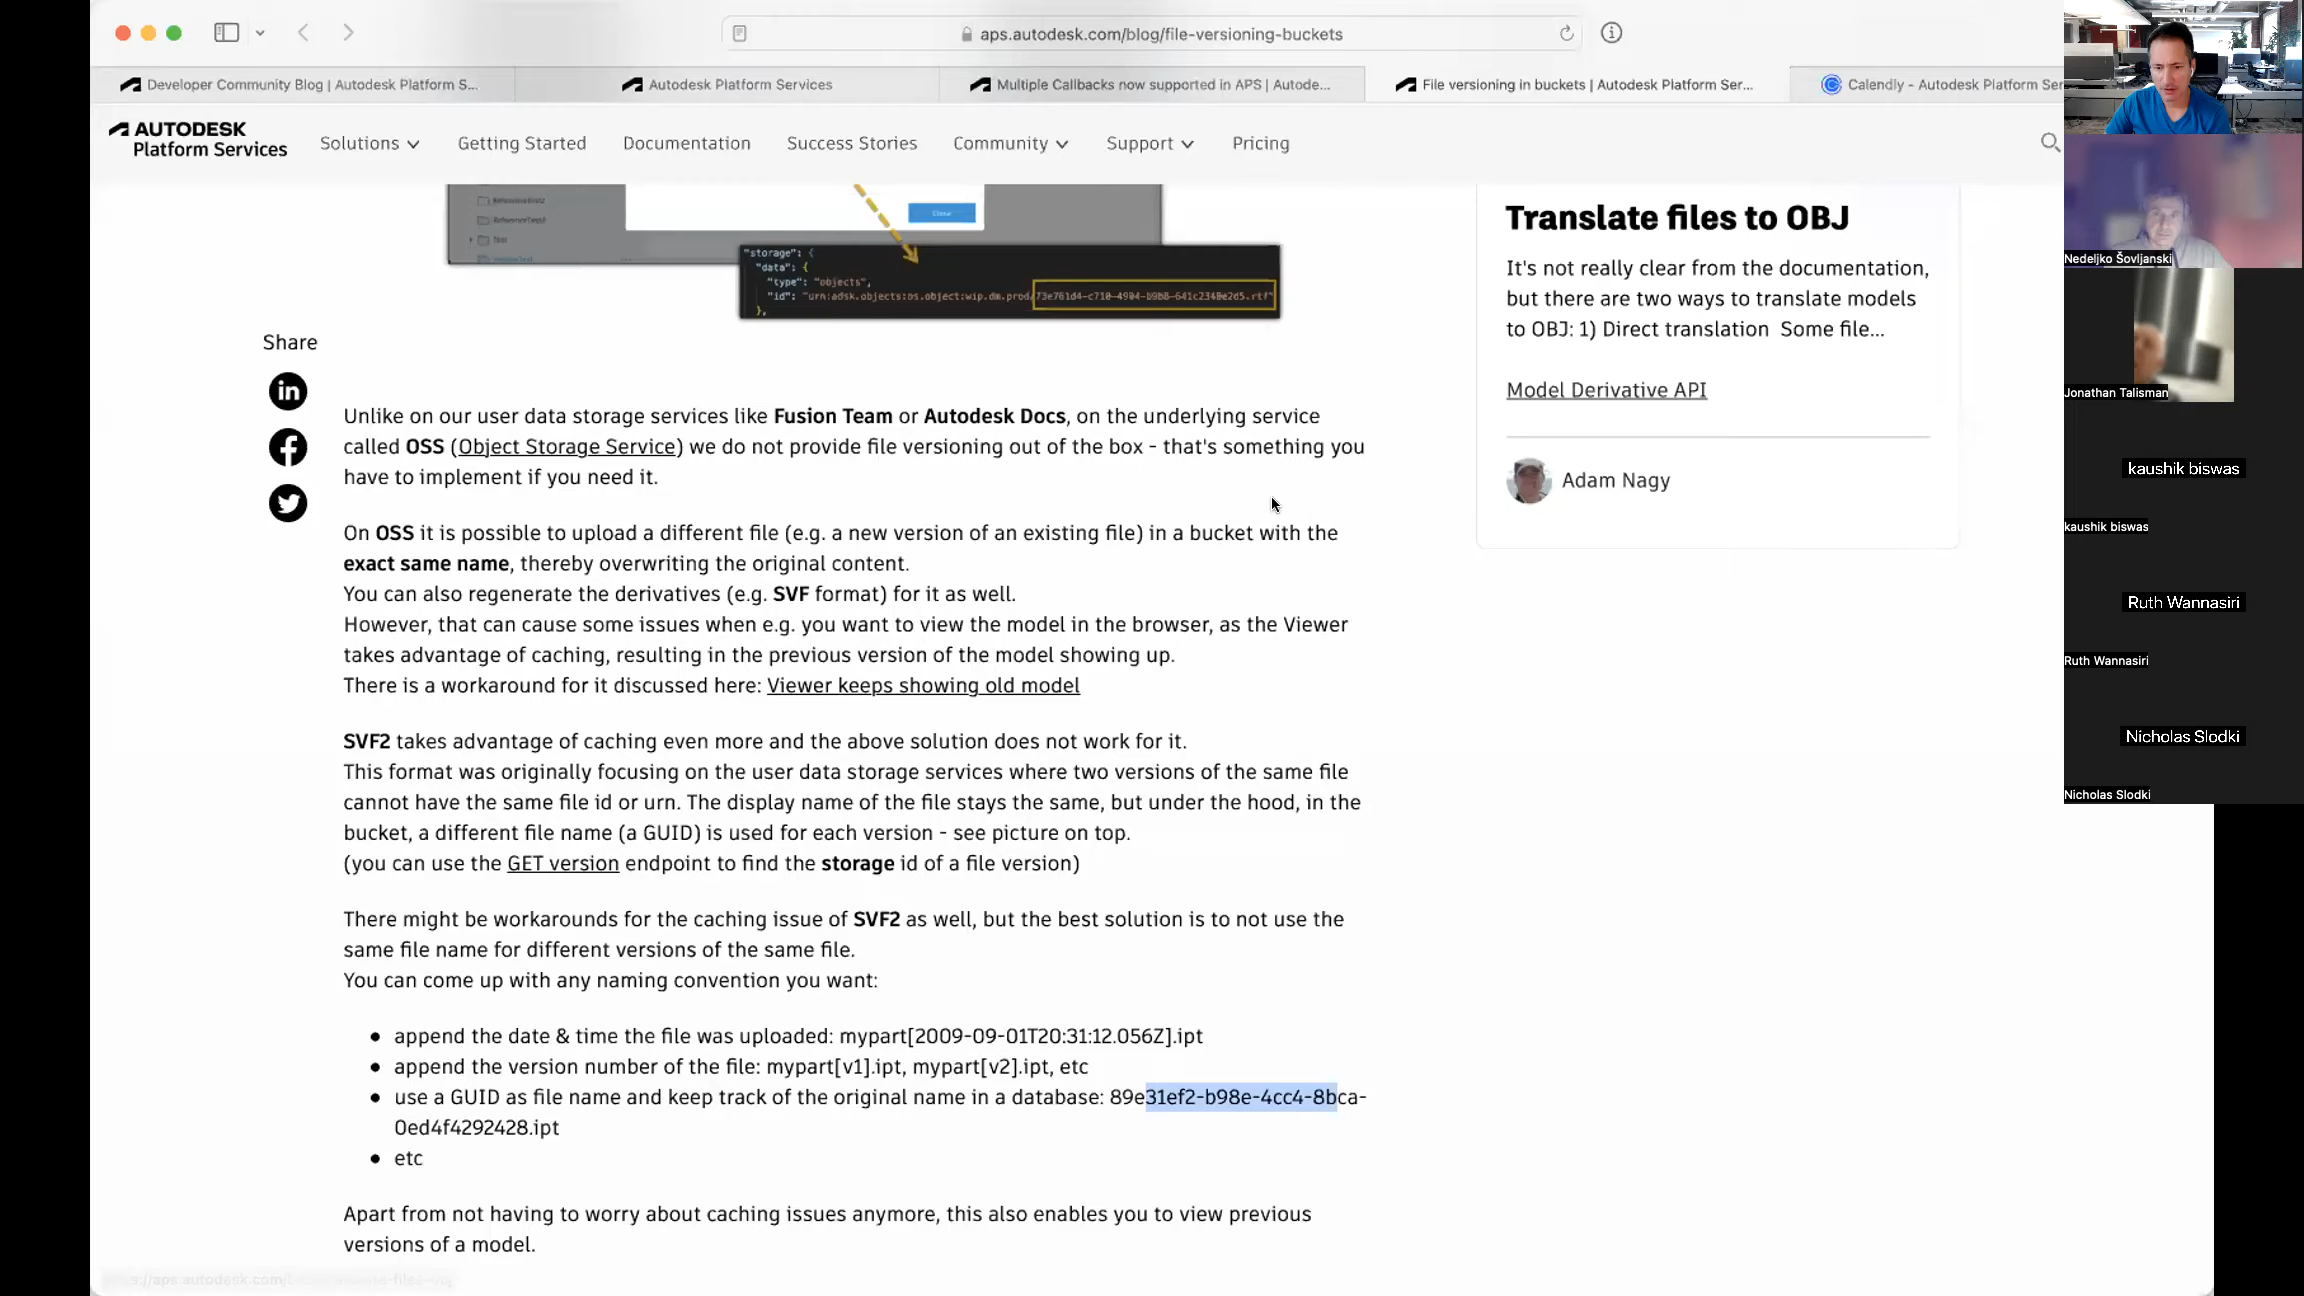 aps.autodesk.com/blog/file-versioning-buckets
Developer Community Blog | Autodesk Platform S...
Autodesk Platform Services
Multiple Callbacks now supported in APS | Autode...
File versioning in buckets | Autodesk Platform Ser...
Calendly - Autodesk Platform Se
AUTODESK
Platform Services
Solutions
Getting Started
Documentation
Success Stories
Community
Support
Pricing
Close
Test
"storage": {
"data": {
"type": "objects",
"id": "urn:adsk.objects:os.object:wip.dm.prod/73e761d4-c710-4904-b9b8-641c2340e2d5.rtf"
},
Share
Unlike on our user data storage services like Fusion Team or Autodesk Docs, on the underlying service
called OSS (Object Storage Service) we do not provide file versioning out of the box - that's something you
have to implement if you need it.
On OSS it is possible to upload a different file (e.g. a new version of an existing file) in a bucket with the
exact same name, thereby overwriting the original content.
You can also regenerate the derivatives (e.g. SVF format) for it as well.
However, that can cause some issues when e.g. you want to view the model in the browser, as the Viewer
takes advantage of caching, resulting in the previous version of the model showing up.
There is a workaround for it discussed here: Viewer keeps showing old model
SVF2 takes advantage of caching even more and the above solution does not work for it.
This format was originally focusing on the user data storage services where two versions of the same file
cannot have the same file id or urn. The display name of the file stays the same, but under the hood, in the
bucket, a different file name (a GUID) is used for each version - see picture on top.
(you can use the GET version endpoint to find the storage id of a file version)
There might be workarounds for the caching issue of SVF2 as well, but the best solution is to not use the
same file name for different versions of the same file.
You can come up with any naming convention you want:
• append the date & time the file was uploaded: mypart[2009-09-01T20:31:12.056Z].ipt
• append the version number of the file: mypart[v1].ipt, mypart[v2].ipt, etc
• use a GUID as file name and keep track of the original name in a database: 89e31ef2-b98e-4cc4-8bca-
0ed4f4292428.ipt
• etc
Apart from not having to worry about caching issues anymore, this also enables you to view previous
versions of a model.
Translate files to OBJ
It's not really clear from the documentation,
but there are two ways to translate models
to OBJ: 1) Direct translation Some file...
Model Derivative API
Adam Nagy
Nedeljko Šovljanski
Jonathan Talisman
kaushik biswas
kaushik biswas
Ruth Wannasiri
Ruth Wannasiri
Nicholas Slodki
Nicholas Slodki